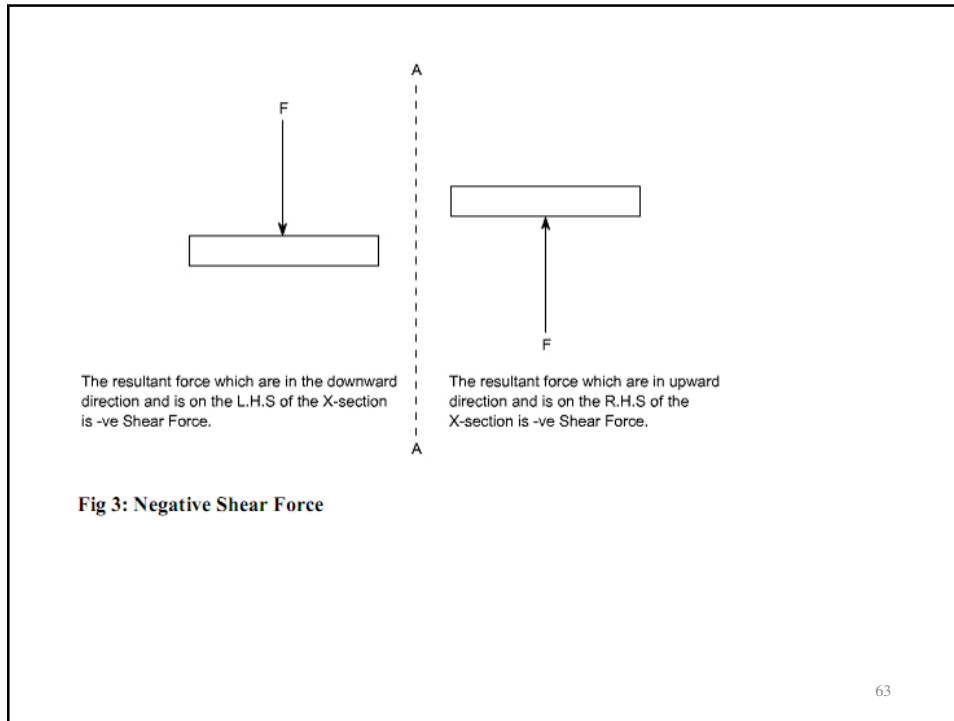 A
F
F
The resultant force which are in the downward
direction and is on the L.H.S of the X-section
is -ve Shear Force.
The resultant force which are in upward
direction and is on the R.H.S of the
X-section is -ve Shear Force.
A
Fig 3: Negative Shear Force
63